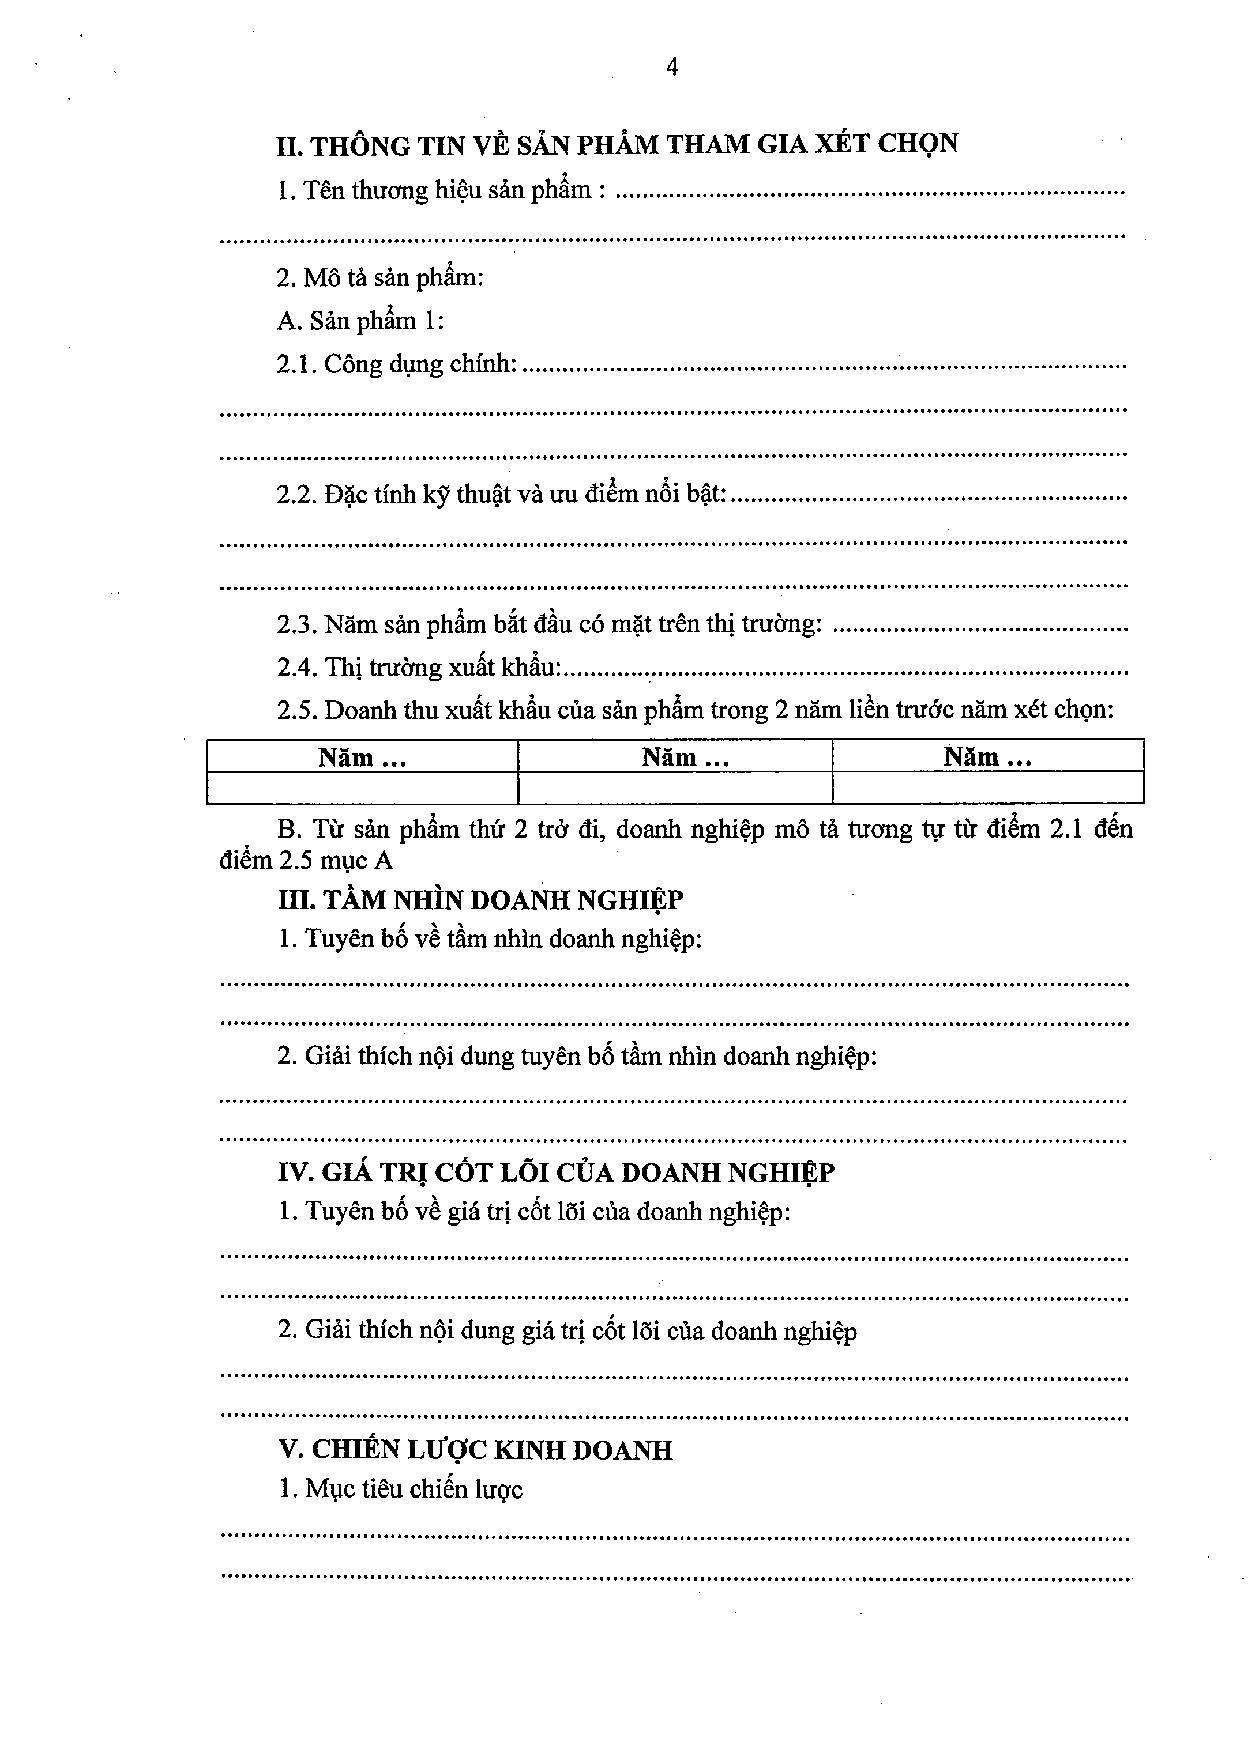 4
II. THÔNG TIN VỀ SẢN PHẨM THAM GIA XÉT CHỌN
1. Tên thương hiệu sản phẩm : ................................................................
................................................................
2. Mô tả sản phẩm:
A. Sản phẩm 1:
2.1. Công dụng chính: ................................................................
................................................................
................................................................
2.2. Đặc tính kỹ thuật và ưu điểm nổi bật: ................................................................
................................................................
................................................................
2.3. Năm sản phẩm bắt đầu có mặt trên thị trường: ................................................
2.4. Thị trường xuất khẩu: ................................................................
2.5. Doanh thu xuất khẩu của sản phẩm trong 2 năm liền trước năm xét chọn:
Năm ... Năm ... Năm ...
B. Từ sản phẩm thứ 2 trở đi, doanh nghiệp mô tả tương tự từ điểm 2.1 đến
điểm 2.5 mục A
III. TẦM NHÌN DOANH NGHIỆP
1. Tuyên bố về tầm nhìn doanh nghiệp:
................................................................
................................................................
2. Giải thích nội dung tuyên bố tầm nhìn doanh nghiệp:
................................................................
................................................................
IV. GIÁ TRỊ CỐT LÕI CỦA DOANH NGHIỆP
1. Tuyên bố về giá trị cốt lõi của doanh nghiệp:
................................................................
................................................................
2. Giải thích nội dung giá trị cốt lõi của doanh nghiệp
................................................................
................................................................
V. CHIẾN LƯỢC KINH DOANH
1. Mục tiêu chiến lược
................................................................
................................................................